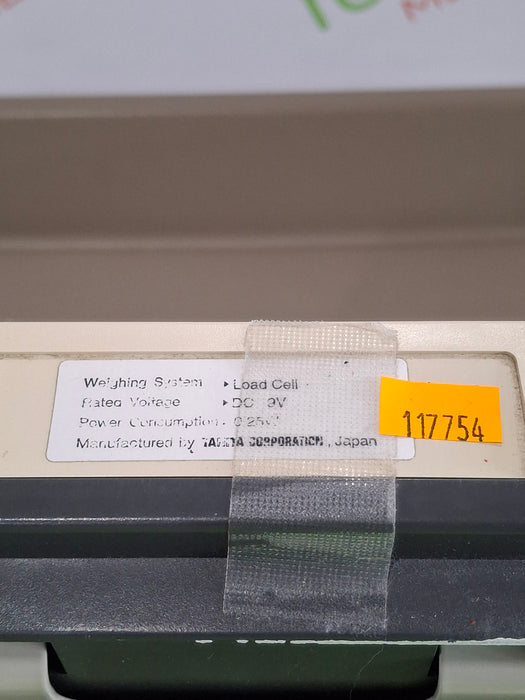 Weighing System ▸ Load Cell
Rated Voltage ▸ DC 9V
Power Consumption ▸ 0.25W
Manufactured by TANITA CORPORATION, Japan
117754